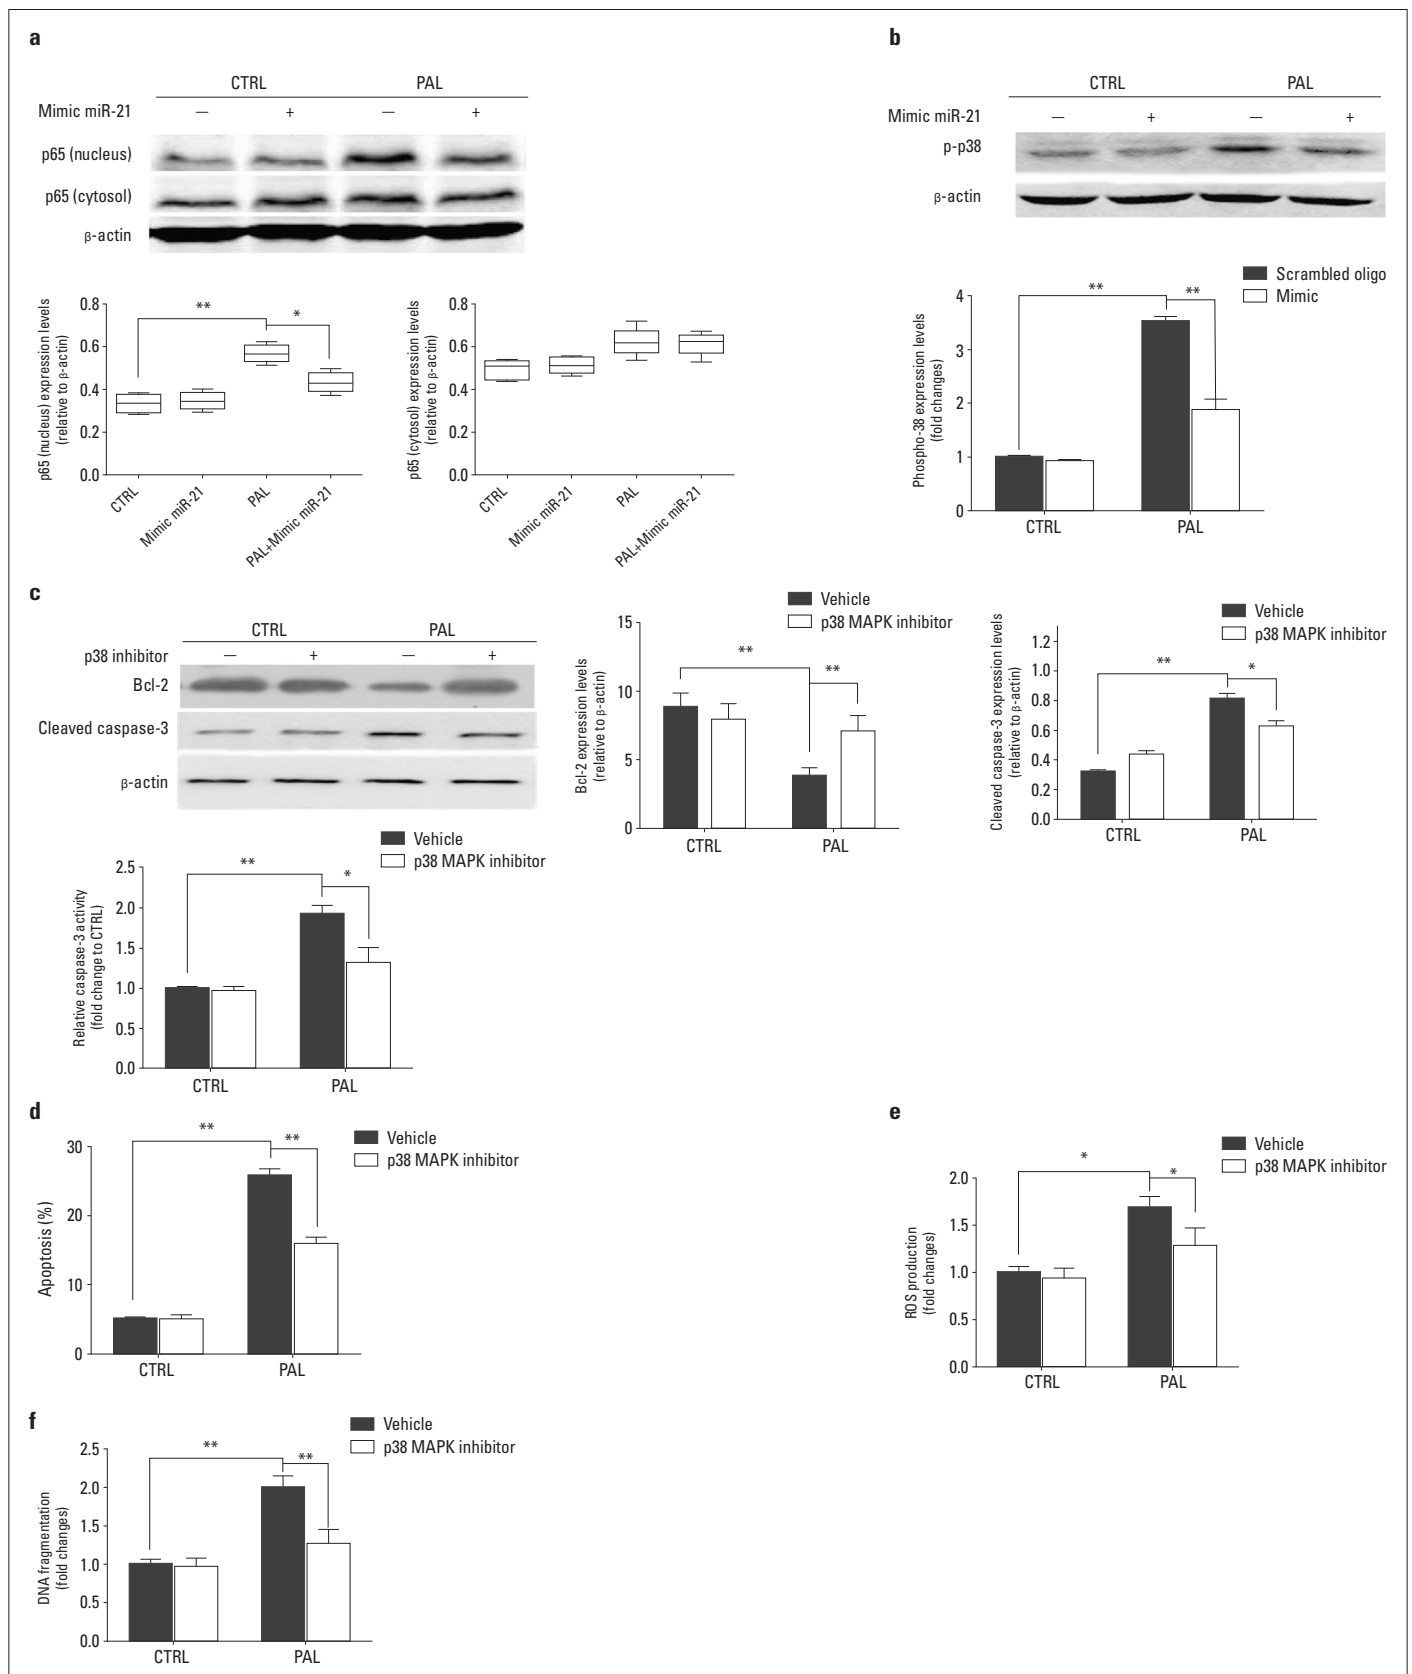 a
CTRL PAL
Mimic miR-21 — + — +
p65 (nucleus)
p65 (cytosol)
β-actin
p65 (nucleus) expression levels
(relative to β-actin)
0.8
0.6
0.4
0.2
0.0
** *
CTRL Mimic miR-21 PAL PAL+Mimic miR-21
p65 (cytosol) expression levels
(relative to β-actin)
0.8
0.6
0.4
0.2
0.0
CTRL Mimic miR-21 PAL PAL+Mimic miR-21
b
CTRL PAL
Mimic miR-21 — + — +
p-p38
β-actin
Scrambled oligo
Mimic
Phospho-38 expression levels
(fold changes)
4
3
2
1
0
** **
CTRL PAL
c
CTRL PAL
p38 inhibitor — + — +
Bcl-2
Cleaved caspase-3
β-actin
Vehicle
p38 MAPK inhibitor
Bcl-2 expression levels
(relative to β-actin)
15
10
5
0
** **
CTRL PAL
Vehicle
p38 MAPK inhibitor
Cleaved caspase-3 expression levels
(relative to β-actin)
1.2
1.0
0.8
0.6
0.4
0.2
0.0
** *
CTRL PAL
Vehicle
p38 MAPK inhibitor
Relative caspase-3 activity
(fold change to CTRL)
2.5
2.0
1.5
1.0
0.5
0.0
** *
CTRL PAL
d
Vehicle
p38 MAPK inhibitor
Apoptosis (%)
30
20
10
0
** **
CTRL PAL
e
Vehicle
p38 MAPK inhibitor
ROS production
(fold changes)
2.0
1.5
1.0
0.5
0.0
* *
CTRL PAL
f
Vehicle
p38 MAPK inhibitor
DNA fragmentation
(fold changes)
2.5
2.0
1.5
1.0
0.5
0.0
** **
CTRL PAL